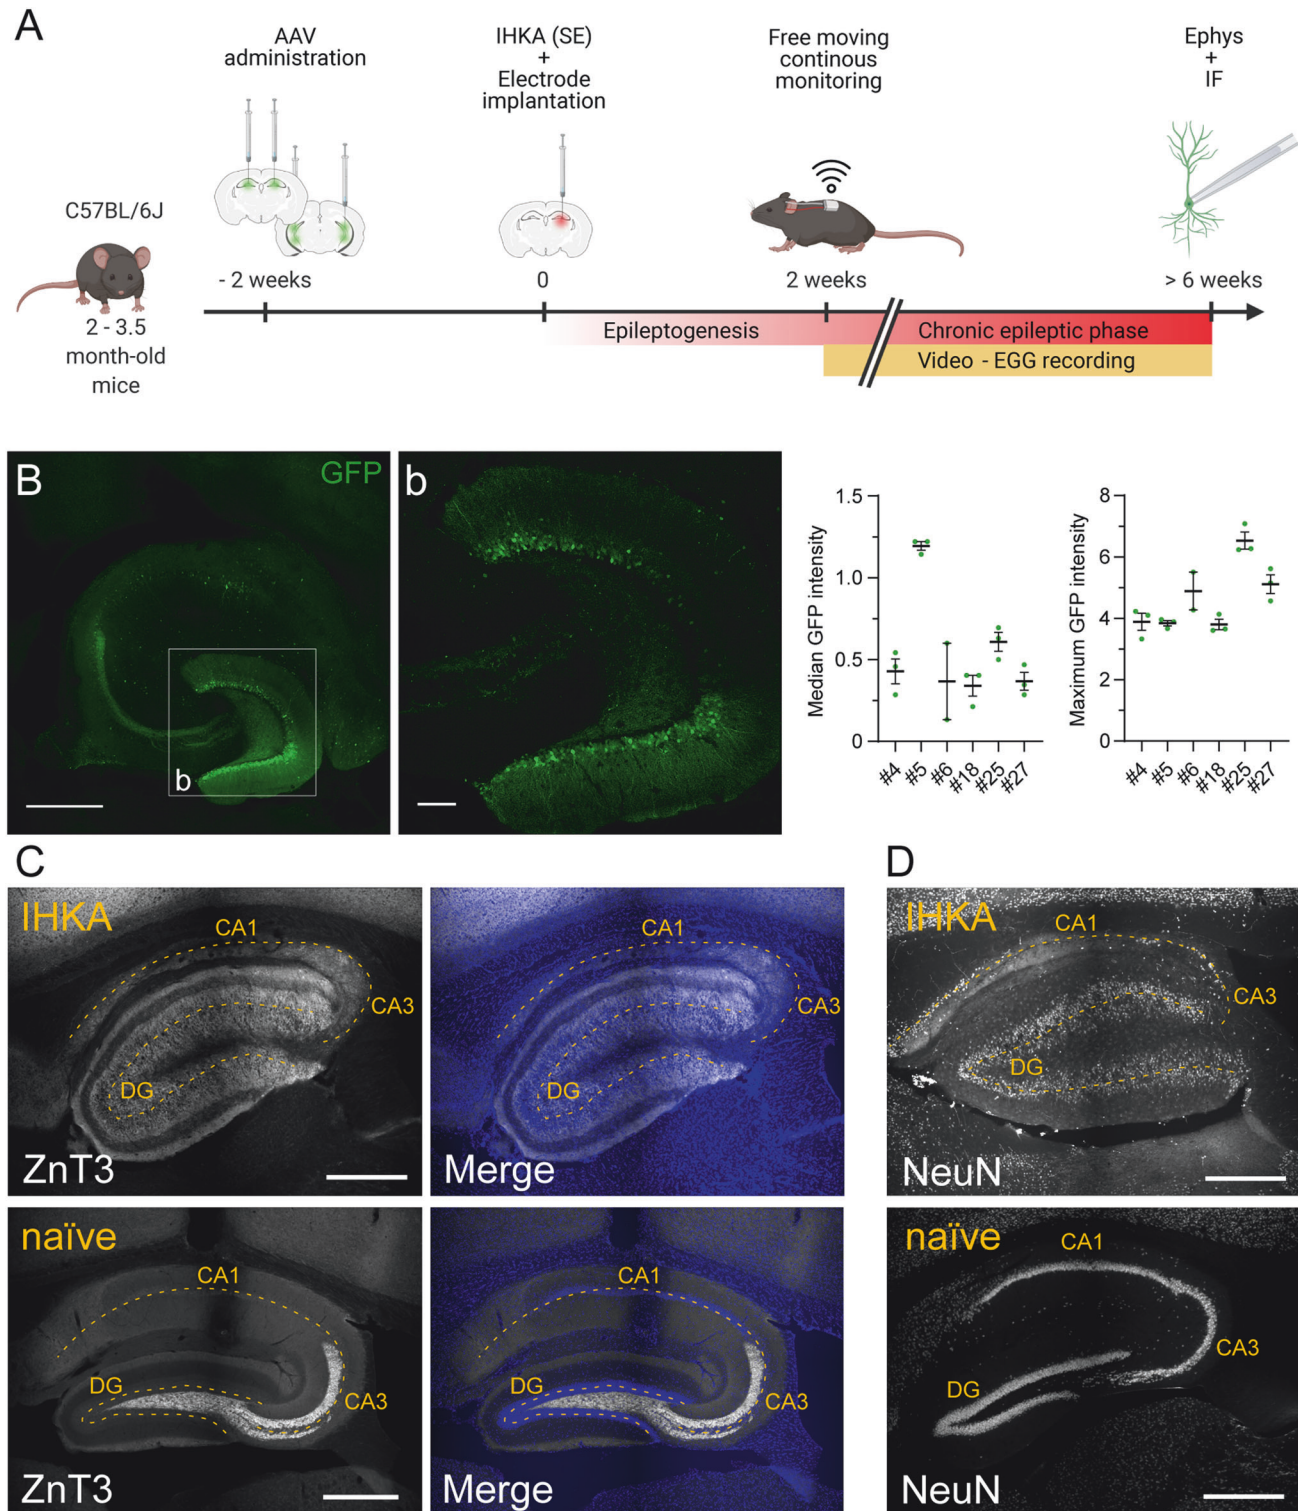 A
AAV
administration
IHKA (SE)
+
Electrode
implantation
Free moving
continous
monitoring
Ephys
+
IF
C57BL/6J
2 - 3.5
month-old
mice
- 2 weeks
0
2 weeks
> 6 weeks
Epileptogenesis
Chronic epileptic phase
Video - EGG recording
B
GFP
b
b
Median GFP intensity
1.5
1.0
0.5
0
#4
#5
#6
#18
#25
#27
Maximum GFP intensity
8
6
4
2
0
#4
#5
#6
#18
#25
#27
C
IHKA
CA1
CA3
DG
ZnT3
CA1
CA3
DG
Merge
naïve
CA1
DG
CA3
ZnT3
CA1
DG
CA3
Merge
D
IHKA
CA1
CA3
DG
NeuN
naïve
CA1
CA3
DG
NeuN